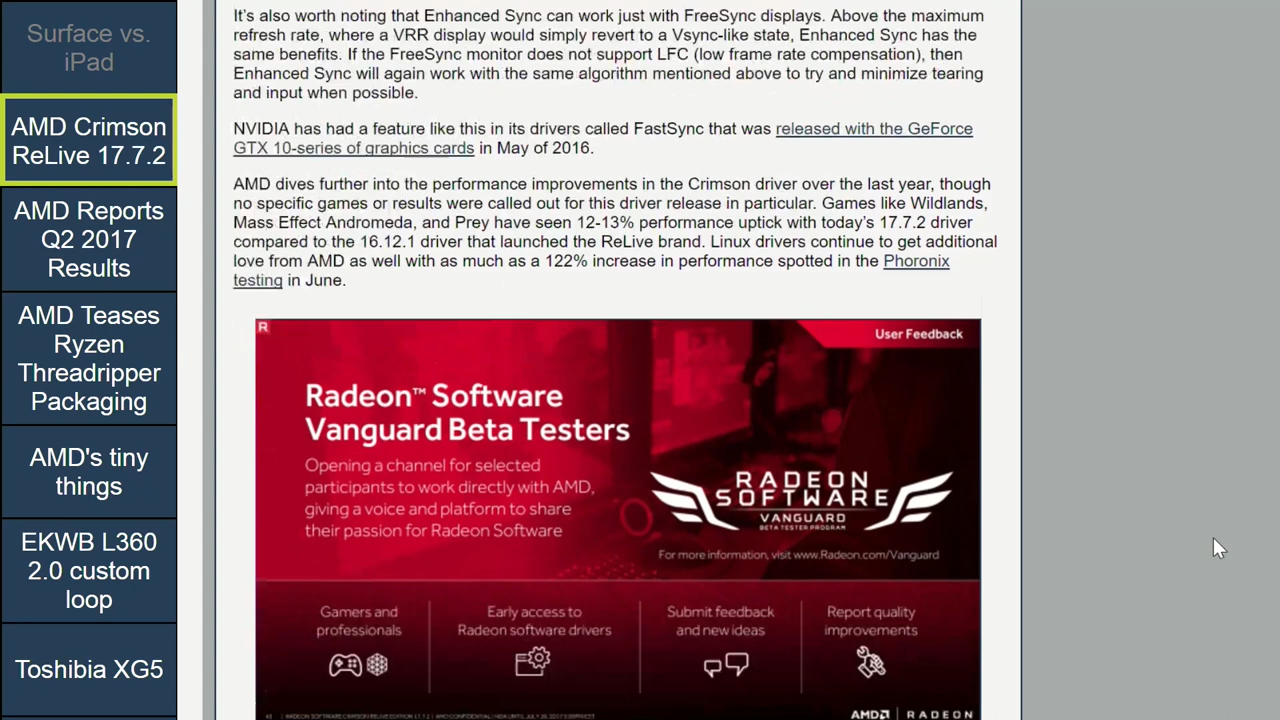 Surface vs.
iPad
AMD Crimson
ReLive 17.7.2
AMD Reports
Q2 2017
Results
AMD Teases
Ryzen
Threadripper
Packaging
AMD's tiny
things
EKWB L360
2.0 custom
loop
Toshibia XG5
It's also worth noting that Enhanced Sync can work just with FreeSync displays. Above the maximum
refresh rate, where a VRR display would simply revert to a Vsync-like state, Enhanced Sync has the
same benefits. If the FreeSync monitor does not support LFC (low frame rate compensation), then
Enhanced Sync will again work with the same algorithm mentioned above to try and minimize tearing
and input when possible.
NVIDIA has had a feature like this in its drivers called FastSync that was released with the GeForce
GTX 10-series of graphics cards in May of 2016.
AMD dives further into the performance improvements in the Crimson driver over the last year, though
no specific games or results were called out for this driver release in particular. Games like Wildlands,
Mass Effect Andromeda, and Prey have seen 12-13% performance uptick with today's 17.7.2 driver
compared to the 16.12.1 driver that launched the ReLive brand. Linux drivers continue to get additional
love from AMD as well with as much as a 122% increase in performance spotted in the Phoronix
testing in June.
R
User Feedback
Radeon™ Software
Vanguard Beta Testers
Opening a channel for selected
participants to work directly with AMD,
giving a voice and platform to share
their passion for Radeon Software
RADEON
SOFTWARE
VANGUARD
BETA TESTER PROGRAM
For more information, visit www.Radeon.com/Vanguard
Gamers and
professionals
Early access to
Radeon software drivers
Submit feedback
and new ideas
Report quality
improvements
AMD RADEON